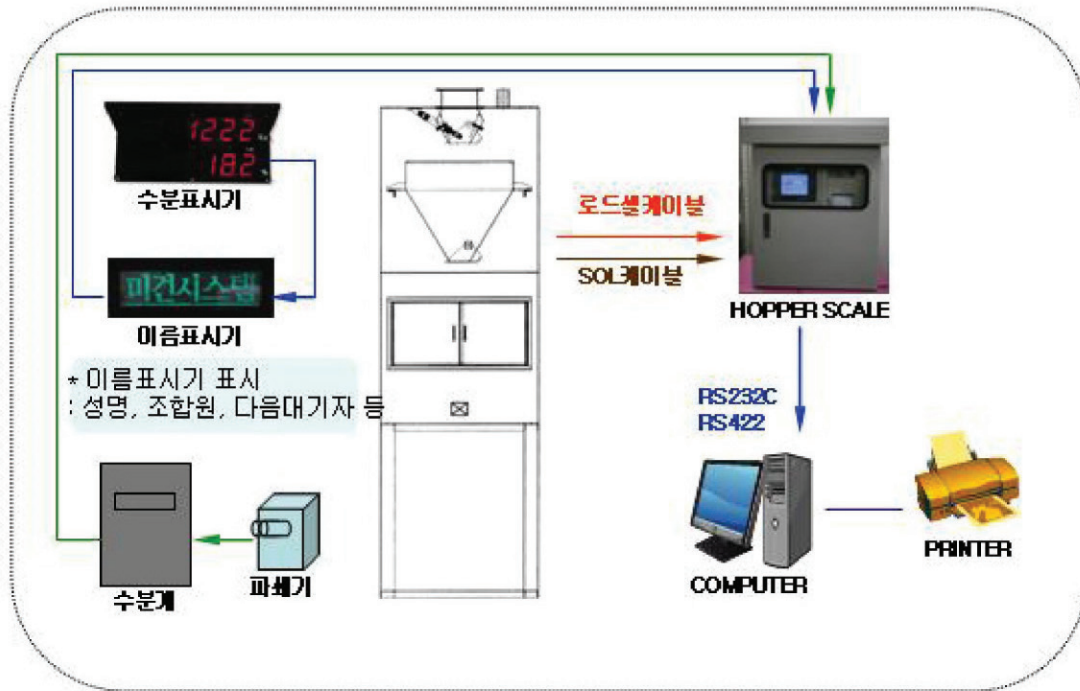 1222
18.2
수분표시기
미건시스템
이름표시기
* 이름표시기 표시
: 성명, 조합원, 다음대기자 등
수분계
파쇄기
로드셀케이블
SOL케이블
HOPPER SCALE
RS232C
RS422
COMPUTER
PRINTER